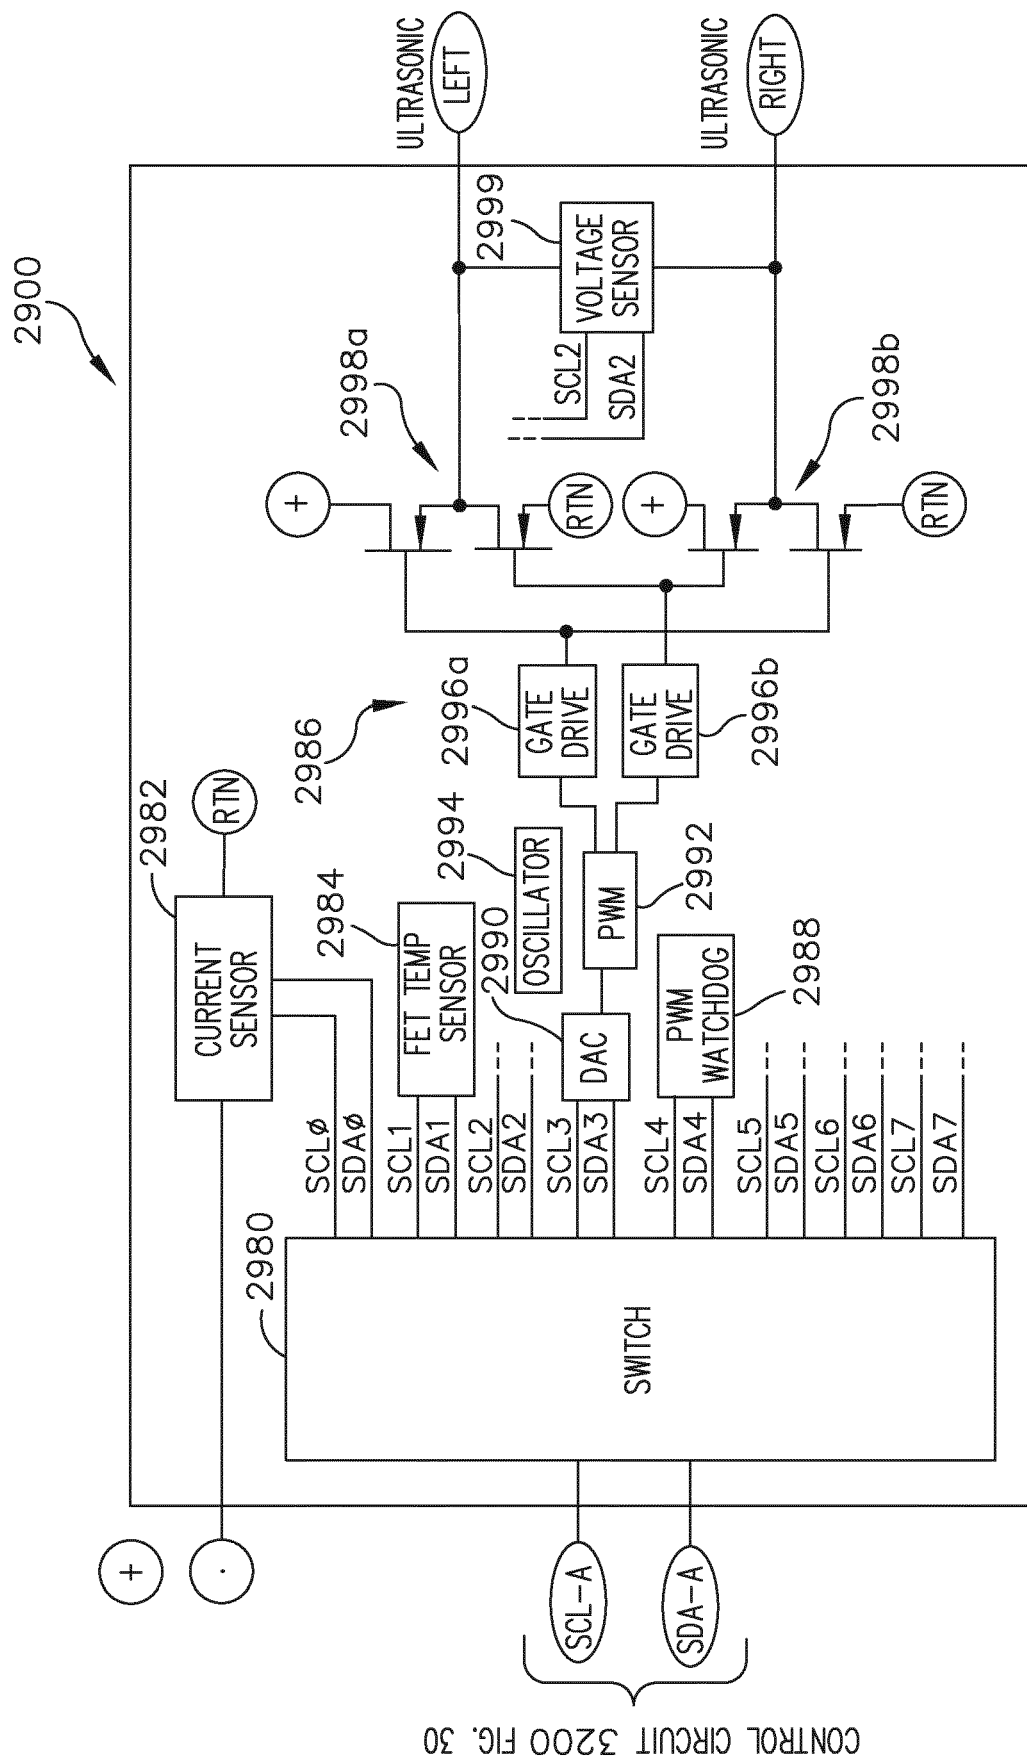 2900
ULTRASONIC
LEFT
ULTRASONIC
RIGHT
2999
VOLTAGE
SENSOR
SCL2
SDA2
2998a
2998b
+
RTN
+
RTN
2986
2996a
GATE
DRIVE
2996b
GATE
DRIVE
2982
RTN
CURRENT
SENSOR
2984
FET TEMP
SENSOR
2994
OSCILLATOR
2990
DAC
2992
PWM
2988
PWM
WATCHDOG
SCLø
SDAø
SCL1
SDA1
SCL2
SDA2
SCL3
SDA3
SCL4
SDA4
SCL5
SDA5
SCL6
SDA6
SCL7
SDA7
2980
SWITCH
+
SCL-A
SDA-A
CONTROL CIRCUIT 3200 FIG. 30